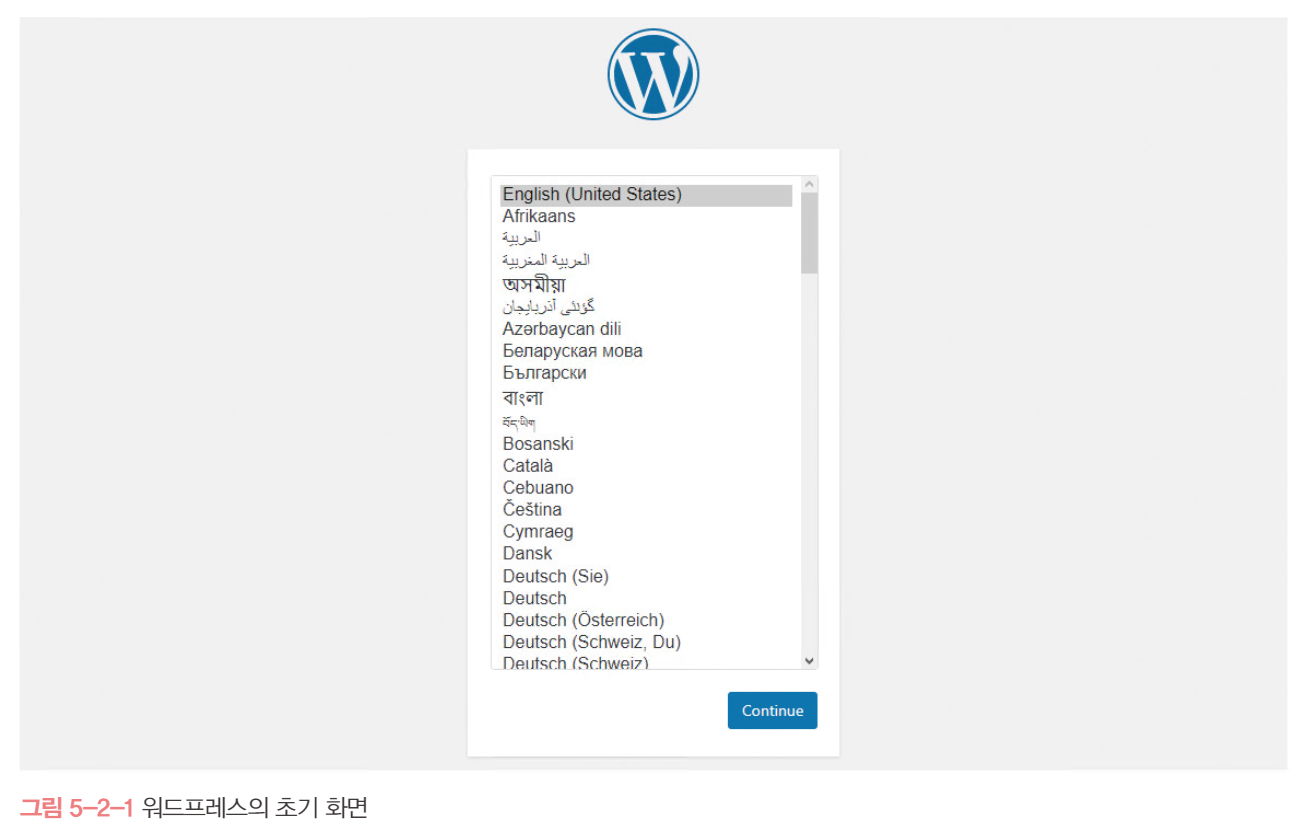 English (United States)
Afrikaans
العربية
العربية المغربية
অসমীয়া
گؤنئی آذربایجان
Azərbaycan dili
Беларуская мова
Български
বাংলা
བོད་ཡིག
Bosanski
Català
Cebuano
Čeština
Cymraeg
Dansk
Deutsch (Sie)
Deutsch
Deutsch (Österreich)
Deutsch (Schweiz, Du)
Deutsch (Schweiz)
Continue
그림 5-2-1 워드프레스의 초기 화면